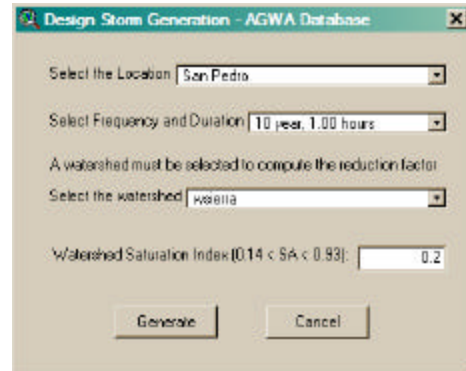 Design Storm Generation - AGWA Database
Select the Location San Pedro
Select Frequency and Duration 10 year, 1.00 hours
A watershed must be selected to compute the reduction factor
Select the watershed
Watershed Saturation Index (0.14 < SA < 0.93): 0.2
Generate Cancel